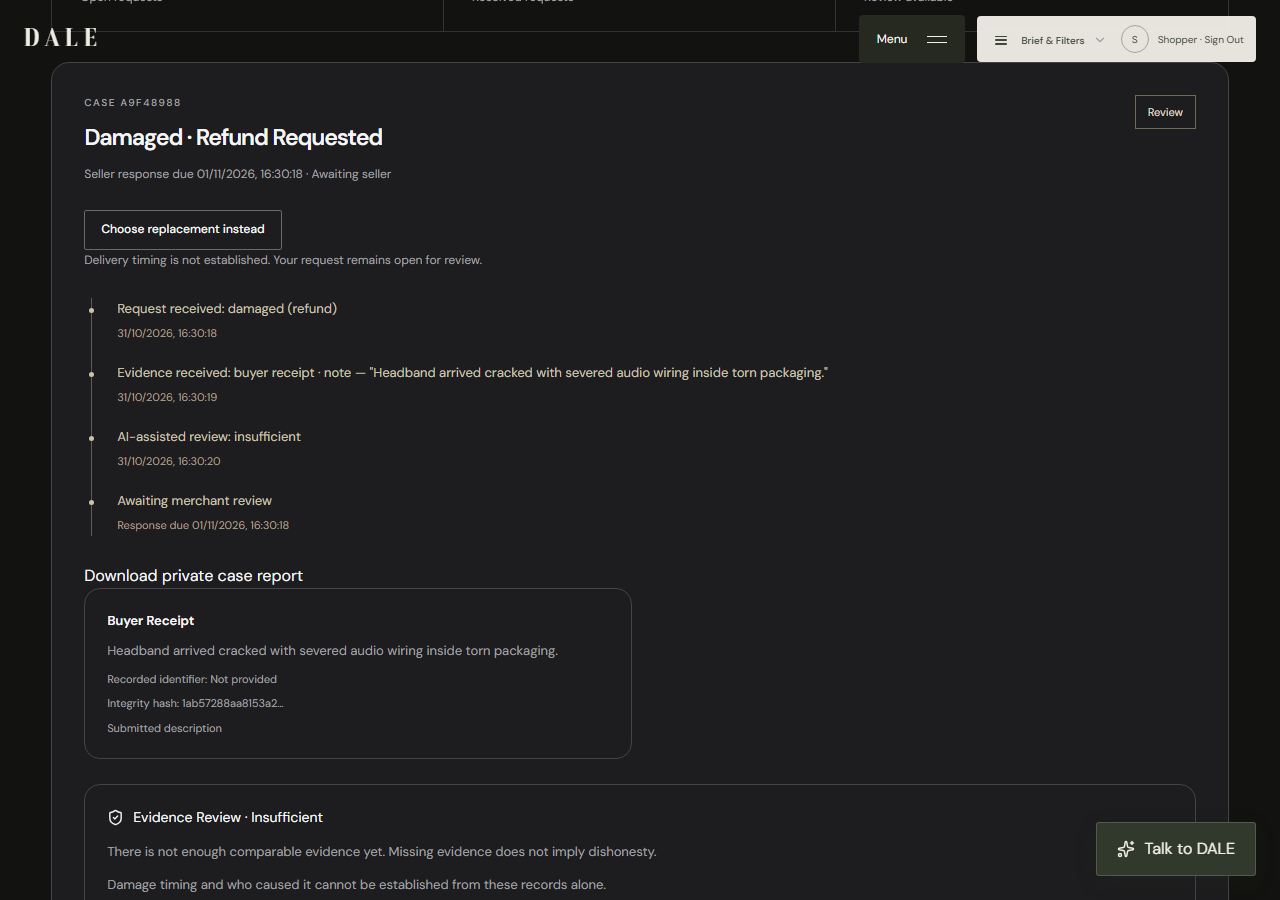 DALE
Menu
Brief & Filters
S
Shopper · Sign Out
CASE A9F48988
Review
Damaged · Refund Requested
Seller response due 01/11/2026, 16:30:18 · Awaiting seller
Choose replacement instead
Delivery timing is not established. Your request remains open for review.
Request received: damaged (refund)
31/10/2026, 16:30:18
Evidence received: buyer receipt · note — "Headband arrived cracked with severed audio wiring inside torn packaging."
31/10/2026, 16:30:19
AI-assisted review: insufficient
31/10/2026, 16:30:20
Awaiting merchant review
Response due 01/11/2026, 16:30:18
Download private case report
Buyer Receipt
Headband arrived cracked with severed audio wiring inside torn packaging.
Recorded identifier: Not provided
Integrity hash: 1ab57288aa8153a2…
Submitted description
Evidence Review · Insufficient
There is not enough comparable evidence yet. Missing evidence does not imply dishonesty.
Talk to DALE
Damage timing and who caused it cannot be established from these records alone.